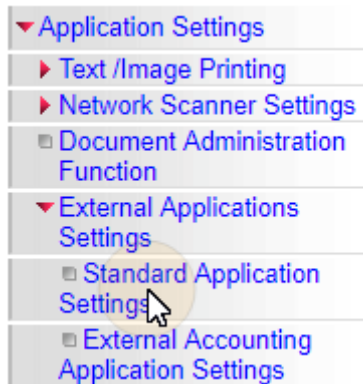 Application Settings
Text /Image Printing
Network Scanner Settings
Document Administration
Function
External Applications
Settings
Standard Application
Settings
External Accounting
Application Settings